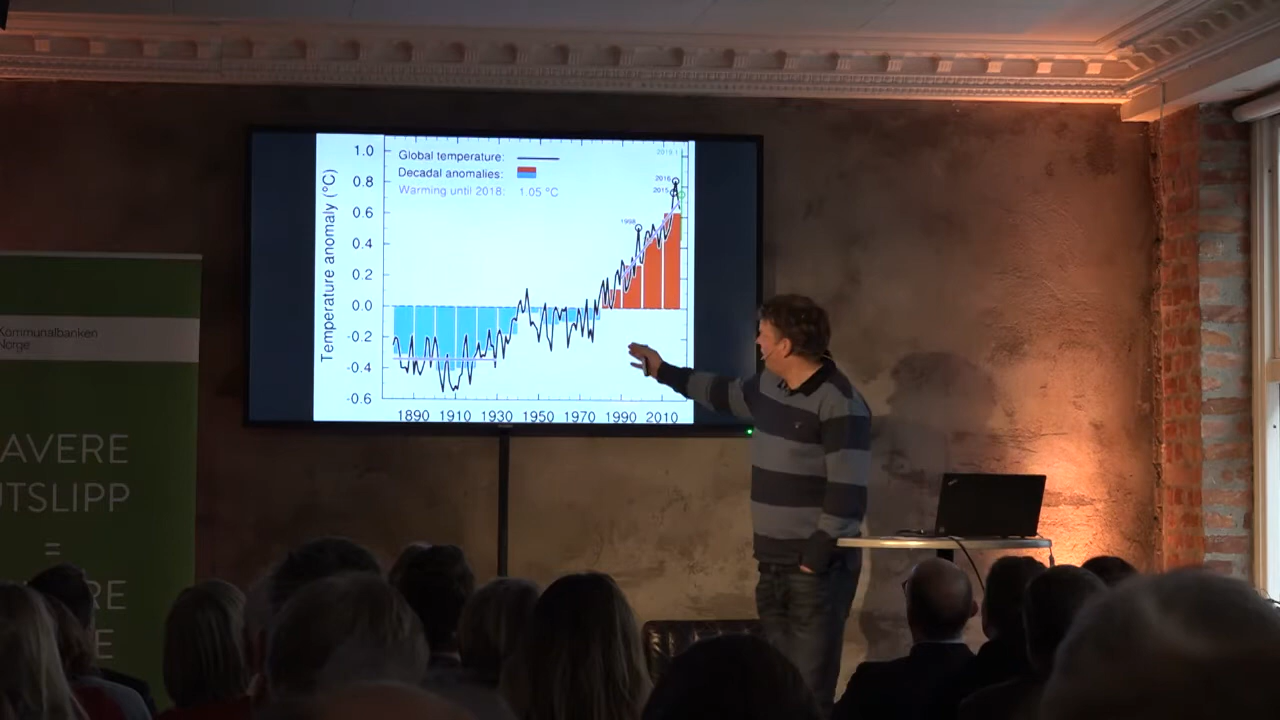 Global temperature:
Decadal anomalies:
Warming until 2018: 1.05 °C
Temperature anomaly (°C)
1.0
0.8
0.6
0.4
0.2
0.0
-0.2
-0.4
-0.6
1890 1910 1930 1950 1970 1990 2010
2016
2015
1998
Kommunalbanken
Norge
AVERE
UTSLIPP
=